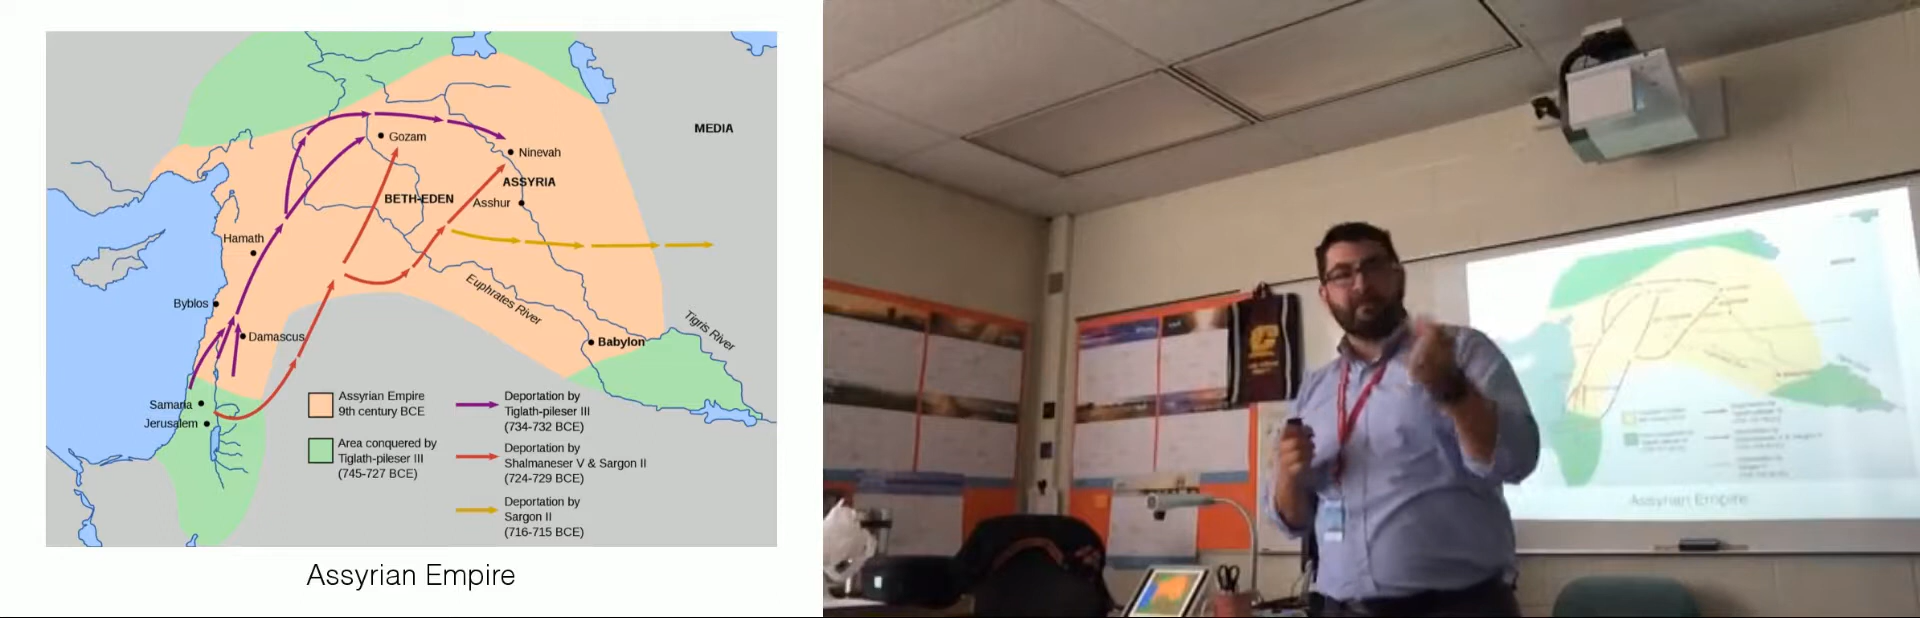 MEDIA
Gozam
Ninevah
ASSYRIA
BETH-EDEN
Asshur
Hamath
Euphrates River
Byblos
Tigris River
Damascus
Babylon
Samaria
Jerusalem
Assyrian Empire
9th century BCE
Area conquered by
Tiglath-pileser III
(745-727 BCE)
Deportation by
Tiglath-pileser III
(734-732 BCE)
Deportation by
Shalmaneser V & Sargon II
(724-729 BCE)
Deportation by
Sargon II
(716-715 BCE)
Assyrian Empire
C
Assyrian Empire